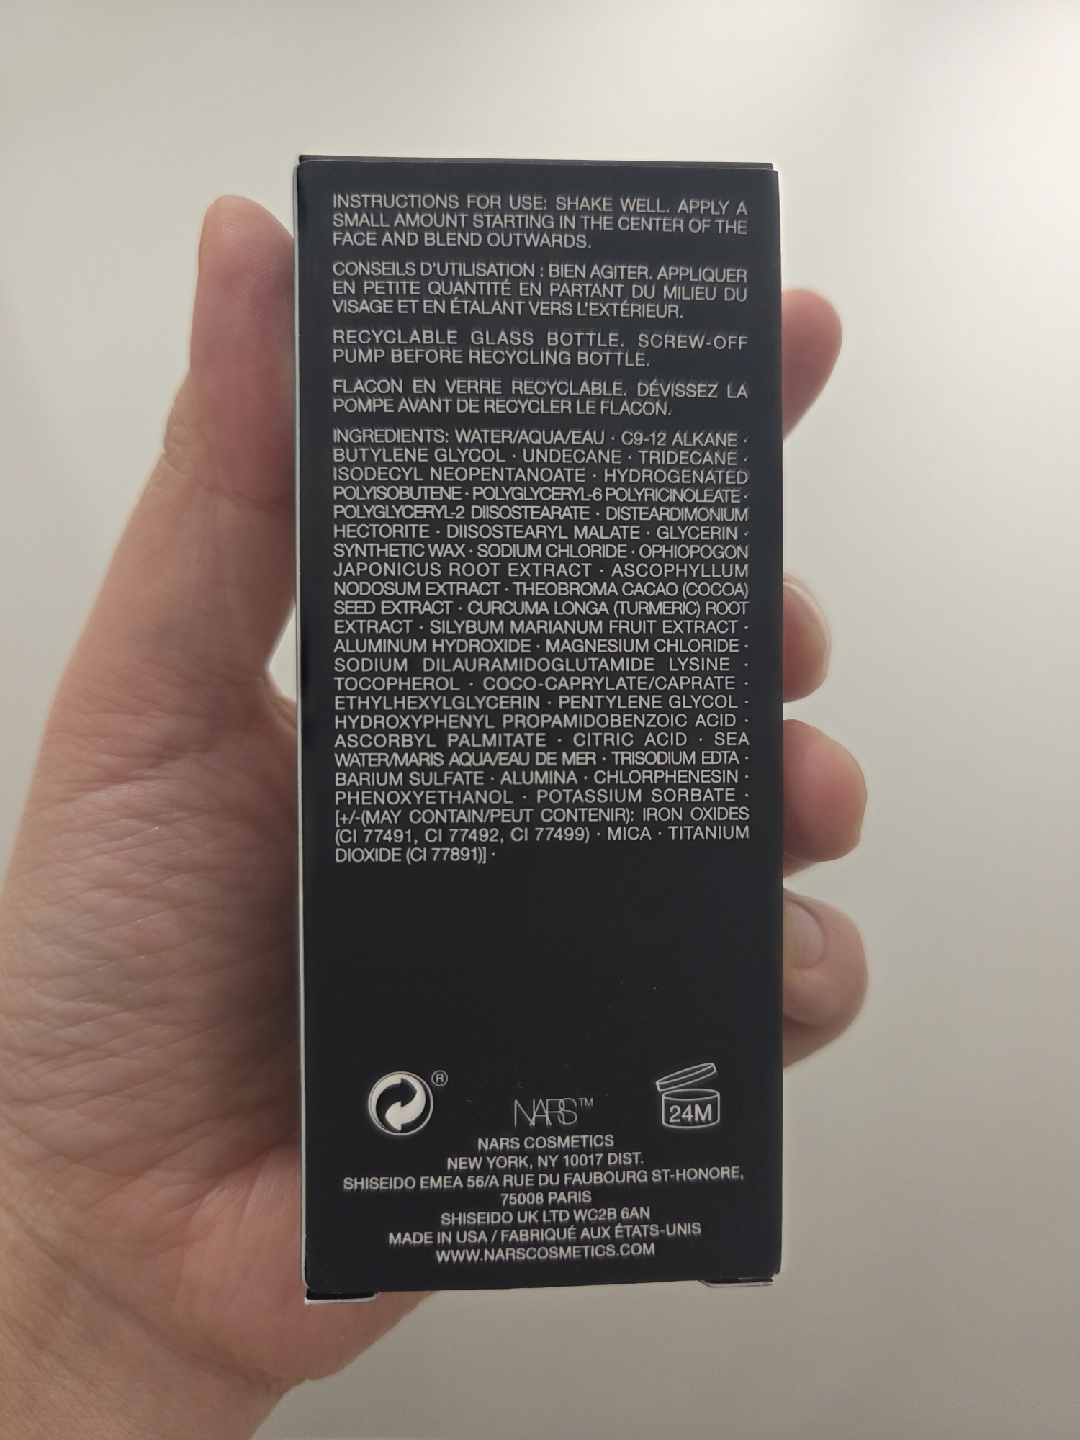 INSTRUCTIONS FOR USE: SHAKE WELL. APPLY A
SMALL AMOUNT STARTING IN THE CENTER OF THE
FACE AND BLEND OUTWARDS.
CONSEILS D'UTILISATION : BIEN AGITER. APPLIQUER
EN PETITE QUANTITÉ EN PARTANT DU MILIEU DU
VISAGE ET EN ÉTALANT VERS L'EXTÉRIEUR.
RECYCLABLE GLASS BOTTLE. SCREW-OFF
PUMP BEFORE RECYCLING BOTTLE.
FLACON EN VERRE RECYCLABLE. DÉVISSEZ LA
POMPE AVANT DE RECYCLER LE FLACON.
INGREDIENTS: WATER/AQUA/EAU · C9-12 ALKANE ·
BUTYLENE GLYCOL · UNDECANE · TRIDECANE ·
ISODECYL NEOPENTANOATE · HYDROGENATED
POLYISOBUTENE · POLYGLYCERYL-6 POLYRICINOLEATE ·
POLYGLYCERYL-2 DIISOSTEARATE · DISTEARDIMONIUM
HECTORITE · DIISOSTEARYL MALATE · GLYCERIN ·
SYNTHETIC WAX · SODIUM CHLORIDE · OPHIOPOGON
JAPONICUS ROOT EXTRACT · ASCOPHYLLUM
NODOSUM EXTRACT · THEOBROMA CACAO (COCOA)
SEED EXTRACT · CURCUMA LONGA (TURMERIC) ROOT
EXTRACT · SILYBUM MARIANUM FRUIT EXTRACT ·
ALUMINUM HYDROXIDE · MAGNESIUM CHLORIDE ·
SODIUM DILAURAMIDOGLUTAMIDE LYSINE ·
TOCOPHEROL · COCO-CAPRYLATE/CAPRATE ·
ETHYLHEXYLGLYCERIN · PENTYLENE GLYCOL ·
HYDROXYPHENYL PROPAMIDOBENZOIC ACID ·
ASCORBYL PALMITATE · CITRIC ACID · SEA
WATER/MARIS AQUA/EAU DE MER · TRISODIUM EDTA ·
BARIUM SULFATE · ALUMINA · CHLORPHENESIN ·
PHENOXYETHANOL · POTASSIUM SORBATE ·
[+/-(MAY CONTAIN/PEUT CONTENIR): IRON OXIDES
(CI 77491, CI 77492, CI 77499) · MICA · TITANIUM
DIOXIDE (CI 77891)] ·
®
NARS™
24M
NARS COSMETICS
NEW YORK, NY 10017 DIST.
SHISEIDO EMEA 56/A RUE DU FAUBOURG ST-HONORE,
75008 PARIS
SHISEIDO UK LTD WC2B 6AN
MADE IN USA / FABRIQUÉ AUX ÉTATS-UNIS
WWW.NARSCOSMETICS.COM